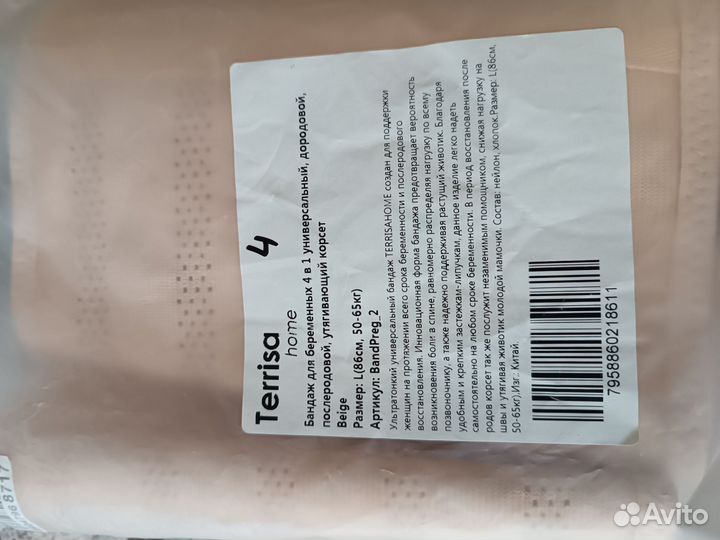 Terrisa
home
4
Бандаж для беременных 4 в 1 универсальный, дородовой,
послеродовой, утягивающий корсет
Beige
Размер: L(86см, 50-65кг)
Артикул: BandPreg_2
Ультратонкий универсальный бандаж TERRISAHOME создан для поддержки
женщин на протяжении всего срока беременности и послеродового
восстановления. Инновационная форма бандажа предотвращает вероятность
возникновения боли в спине, равномерно распределяя нагрузку по всему
позвоночнику, а также надежно поддерживая растущий животик. Благодаря
удобным и крепким застежкам-липучкам, данное изделие легко надеть
самостоятельно на любом сроке беременности. В период восстановления после
родов корсет так же послужит незаменимым помощником, снижая нагрузку на
швы и утягивая животик молодой мамочки. Состав: нейлон, хлопок.Размер: L(86см,
50-65кг).Изг.: Китай.
7958860218611
8717
Avito